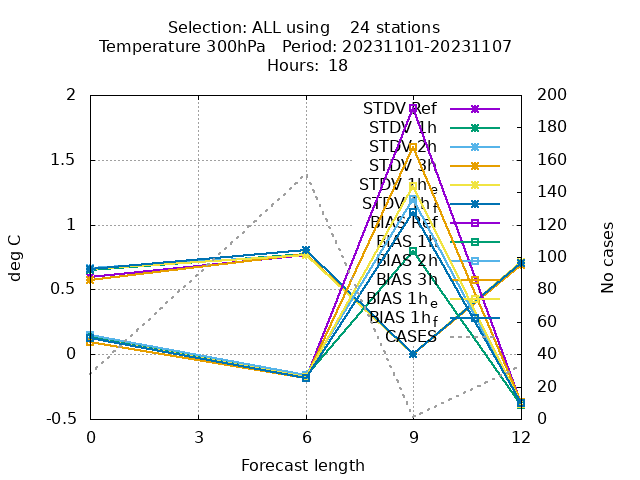 Selection: ALL using    24 stations
Temperature 300hPa   Period: 20231101-20231107
Hours:  18
2
1.5
1
0.5
0
-0.5
deg C
200
180
160
140
120
100
80
60
40
20
0
No cases
STDV Ref
STDV 1h
STDV 2h
STDV 3h
STDV 1he
STDV 1hf
BIAS Ref
BIAS 1h
BIAS 2h
BIAS 3h
BIAS 1he
BIAS 1hf
CASES
0 3 6 9 12
Forecast length